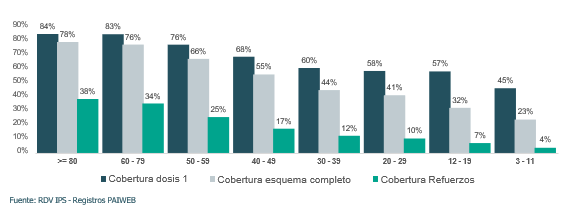 90%
80%
70%
60%
50%
40%
30%
20%
10%
0%
84% 78% 38%
83% 76% 34%
76% 66% 25%
68% 55% 17%
60% 44% 12%
58% 41% 10%
57% 32% 7%
45% 23% 4%
>= 80 60 - 79 50 - 59 40 - 49 30 - 39 20 - 29 12 - 19 3 - 11
Cobertura dosis 1 Cobertura esquema completo Cobertura Refuerzos
Fuente: RDV IPS - Registros PAIWEB